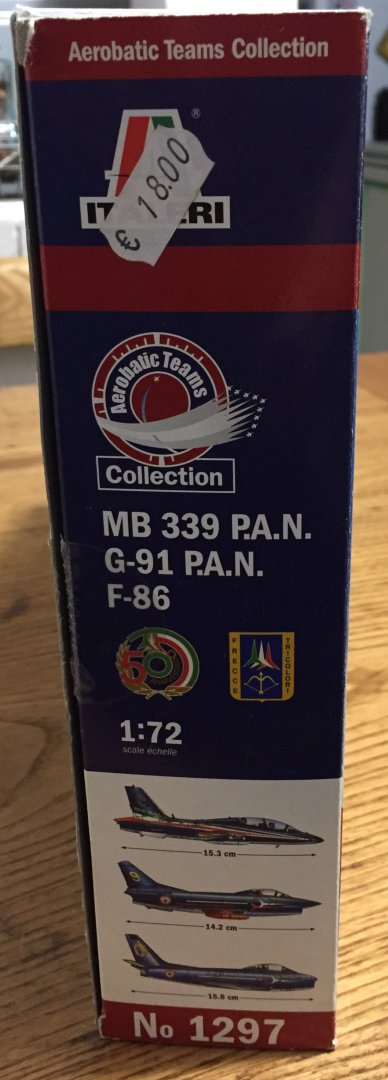 Aerobatic Teams Collection
®
€ 18.00
Aerobatic Teams
Collection
MB 339 P.A.N.
G-91 P.A.N.
F-86
50
FRECCE
TRICOLORI
1:72
scale échelle
15.3 cm
14.2 cm
15.8 cm
No 1297